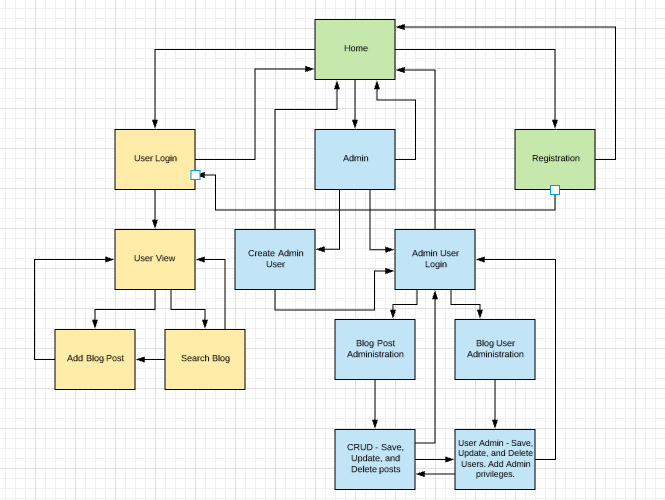 Home
User Login
Admin
Registration
User View
Create Admin
User
Admin User
Login
Add Blog Post
Search Blog
Blog Post
Administration
Blog User
Administration
CRUD - Save,
Update, and
Delete posts
User Admin - Save,
Update, and Delete
Users. Add Admin
privileges.